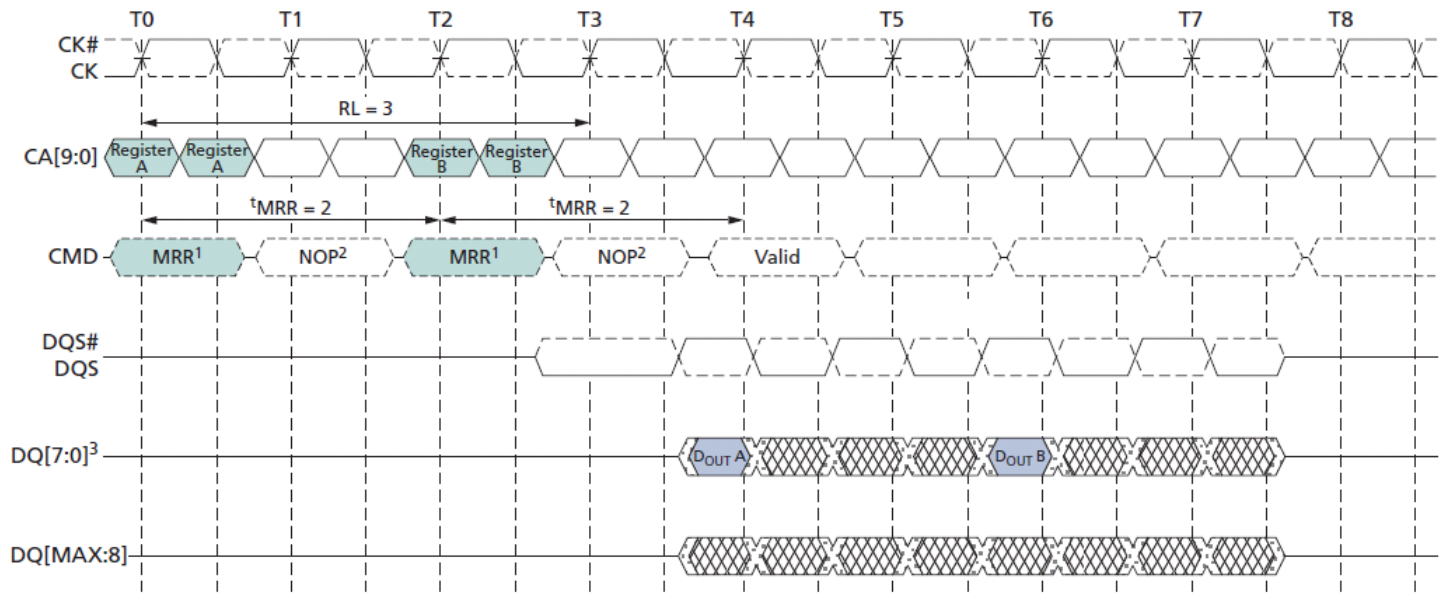 T0 T1 T2 T3 T4 T5 T6 T7 T8
CK#
CK
RL = 3
CA[9:0] Register A Register A Register B Register B
tMRR = 2 tMRR = 2
CMD MRR1 NOP2 MRR1 NOP2 Valid
DQS#
DQS
DQ[7:0]3 DOUT A DOUT B
DQ[MAX:8]